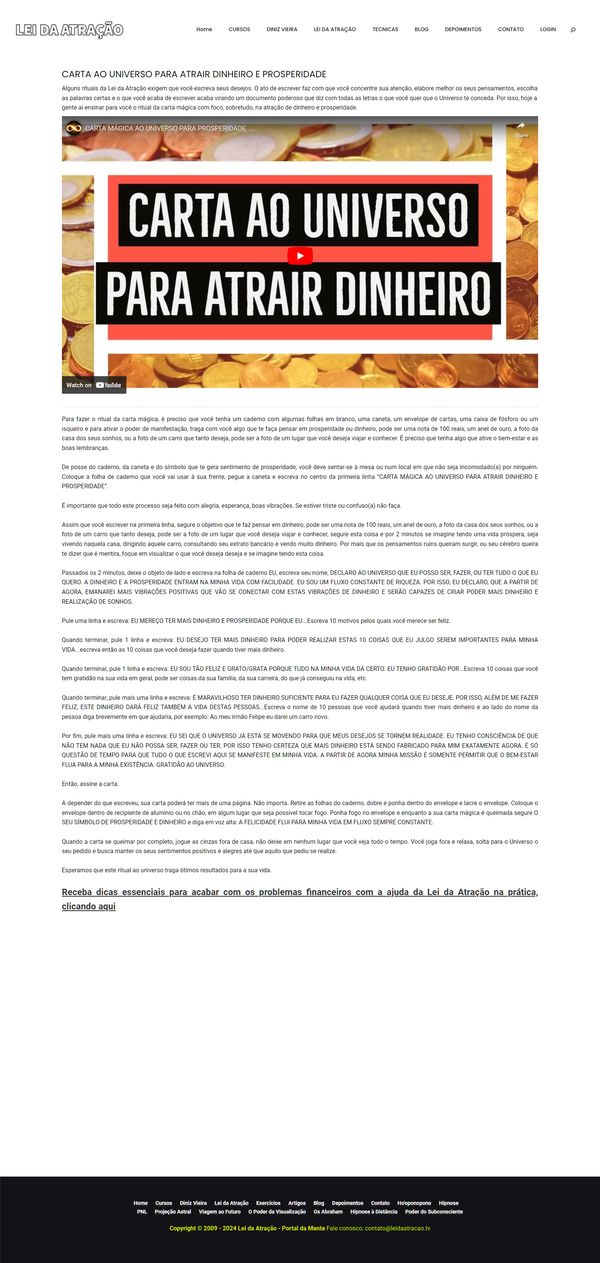 LEI DA ATRAÇÃO
Home CURSOS DINIZ VIEIRA LEI DA ATRAÇÃO TECNICAS BLOG DEPOIMENTOS CONTATO LOGIN
CARTA AO UNIVERSO PARA ATRAIR DINHEIRO E PROSPERIDADE
Alguns rituais da Lei da Atração exigem que você escreva seus desejos. O ato de escrever faz com que você concentre sua atenção, elabore melhor os seus pensamentos, escolha
as palavras certas e o que você acaba de escrever acaba virando um documento poderoso que diz com todas as letras o que você quer que o Universo te conceda. Por isso, hoje a
gente ai ensinar para você o ritual da carta mágica com foco, sobretudo, na atração de dinheiro e prosperidade.
CARTA MÁGICA AO UNIVERSO PARA PROSPERIDADE
Share
CARTA AO UNIVERSO
PARA ATRAIR DINHEIRO
Watch on YouTube
Para fazer o ritual da carta mágica, é preciso que você tenha um caderno com algumas folhas em branco, uma caneta, um envelope de cartas, uma caixa de fósforo ou um
isqueiro e para ativar o poder de manifestação, traga com você algo que te faça pensar em prosperidade ou dinheiro, pode ser uma nota de 100 reais, um anel de ouro, a foto da
casa dos seus sonhos, ou a foto de um carro que tanto deseja, pode ser a foto de um lugar que você deseja viajar e conhecer. É preciso que tenha algo que ative o bem-estar e as
boas lembranças.
De posse do caderno, da caneta e do símbolo que te gera sentimento de prosperidade, você deve sentar-se à mesa ou num local em que não seja incomodado(a) por ninguém.
Coloque a folha de caderno que você vai usar à sua frente, pegue a caneta e escreva no centro da primeira linha "CARTA MÁGICA AO UNIVERSO PARA ATRAIR DINHEIRO E
PROSPERIDADE".
É importante que todo este processo seja feito com alegria, esperança, boas vibrações. Se estiver triste ou confuso(a) não faça.
Assim que você escrever na primeira linha, segure o objetivo que te faz pensar em dinheiro, pode ser uma nota de 100 reais, um anel de ouro, a foto da casa dos seus sonhos, ou a
foto de um carro que tanto deseja, pode ser a foto de um lugar que você deseja viajar e conhecer, segure esta coisa e por 2 minutos se imagine tendo uma vida próspera, seja
vivendo naquela casa, dirigindo aquele carro, consultando seu extrato bancário e vendo muito dinheiro. Por mais que os pensamentos ruins queiram surgir, ou seu cérebro queira
te dizer que é mentira, foque em visualizar o que você deseja deseja e se imagine tendo esta coisa.
Passados os 2 minutos, deixe o objeto de lado e escreva na folha de caderno EU, escreva seu nome, DECLARO AO UNIVERSO QUE EU POSSO SER, FAZER, OU TER TUDO O QUE EU
QUERO. A DINHEIRO E A PROSPERIDADE ENTRAM NA MINHA VIDA COM FACILIDADE. EU SOU UM FLUXO CONSTANTE DE RIQUEZA. POR ISSO, EU DECLARO, QUE A PARTIR DE
AGORA, EMANAREI MAIS VIBRAÇÕES POSITIVAS QUE VÃO SE CONECTAR COM ESTAS VIBRAÇÕES DE DINHEIRO E SERÃO CAPAZES DE CRIAR PODER MAIS DINHEIRO E
REALIZAÇÃO DE SONHOS.
Pule uma linha e escreva: EU MEREÇO TER MAIS DINHEIRO E PROSPERIDADE PORQUE EU...Escreva 10 motivos pelos quais você merece ser feliz.
Quando terminar, pule 1 linha e escreva: EU DESEJO TER MAIS DINHEIRO PARA PODER REALIZAR ESTAS 10 COISAS QUE EU JULGO SEREM IMPORTANTES PARA MINHA
VIDA...escreva então as 10 coisas que você deseja fazer quando tiver mais dinheiro.
Quando terminar, pule 1 linha e escreva: EU SOU TÃO FELIZ E GRATO/GRATA PORQUE TUDO NA MINHA VIDA DÁ CERTO. EU TENHO GRATIDÃO POR...Escreva 10 coisas que você
tem gratidão na sua vida em geral, pode ser coisas da sua família, da sua carreira, do que já conseguiu na vida, etc.
Quando terminar, pule mais uma linha e escreva: É MARAVILHOSO TER DINHEIRO SUFICIENTE PARA EU FAZER QUALQUER COISA QUE EU DESEJE. POR ISSO, ALÉM DE ME FAZER
FELIZ, ESTE DINHEIRO DARÁ FELIZ TAMBÉM A VIDA DESTAS PESSOAS...Escreva o nome de 10 pessoas que você ajudará quando tiver mais dinheiro e ao lado do nome da
pessoa diga brevemente em que ajudaria, por exemplo: Ao meu irmão Felipe eu darei um carro novo.
Por fim, pule mais uma linha e escreva: EU SEI QUE O UNIVERSO JÁ ESTÁ SE MOVENDO PARA QUE MEUS DESEJOS SE TORNEM REALIDADE. EU TENHO CONSCIÊNCIA DE QUE
NÃO TEM NADA QUE EU NÃO POSSA SER, FAZER OU TER, POR ISSO TENHO CERTEZA QUE MAIS DINHEIRO ESTÁ SENDO FABRICADO PARA MIM EXATAMENTE AGORA. É SÓ
QUESTÃO DE TEMPO PARA QUE TUDO O QUE ESCREVI AQUI SE MANIFESTE EM MINHA VIDA. A PARTIR DE AGORA MINHA MISSÃO É SOMENTE PERMITIR QUE O BEM-ESTAR
FLUA PARA A MINHA EXISTÊNCIA. GRATIDÃO AO UNIVERSO.
Então, assine a carta.
A depender do que escreveu, sua carta poderá ter mais de uma página. Não importa. Retire as folhas do caderno, dobre e ponha dentro do envelope e lacre o envelope. Coloque o
envelope dentro de recipiente de alumínio ou no chão, em algum lugar que seja possível tocar fogo. Ponha fogo no envelope e enquanto a sua carta mágica é queimada segure O
SEU SÍMBOLO DE PROSPERIDADE E DINHEIRO e diga em voz alta: A FELICIDADE FLUI PARA MINHA VIDA EM FLUXO SEMPRE CONSTANTE.
Quando a carta se queimar por completo, jogue as cinzas fora de casa, não deixe em nenhum lugar que você veja todo o tempo. Você joga fora e relaxa, solta para o Universo o
seu pedido e busca manter os seus sentimentos positivos e alegres até que aquilo que pediu se realize.
Esperamos que este ritual ao universo traga ótimos resultados para a sua vida.
Receba dicas essenciais para acabar com os problemas financeiros com a ajuda da Lei da Atração na prática,
clicando aqui
Home Cursos Diniz Vieira Lei da Atração Exercícios Artigos Blog Depoimentos Contato Ho'oponopono Hipnose
PNL Projeção Astral Viagem ao Futuro O Poder da Visualização Os Abraham Hipnose à Distância Poder do Subconsciente
Copyright © 2009 - 2024 Lei da Atração - Portal da Mente Fale conosco: contato@leidaatracao.tv